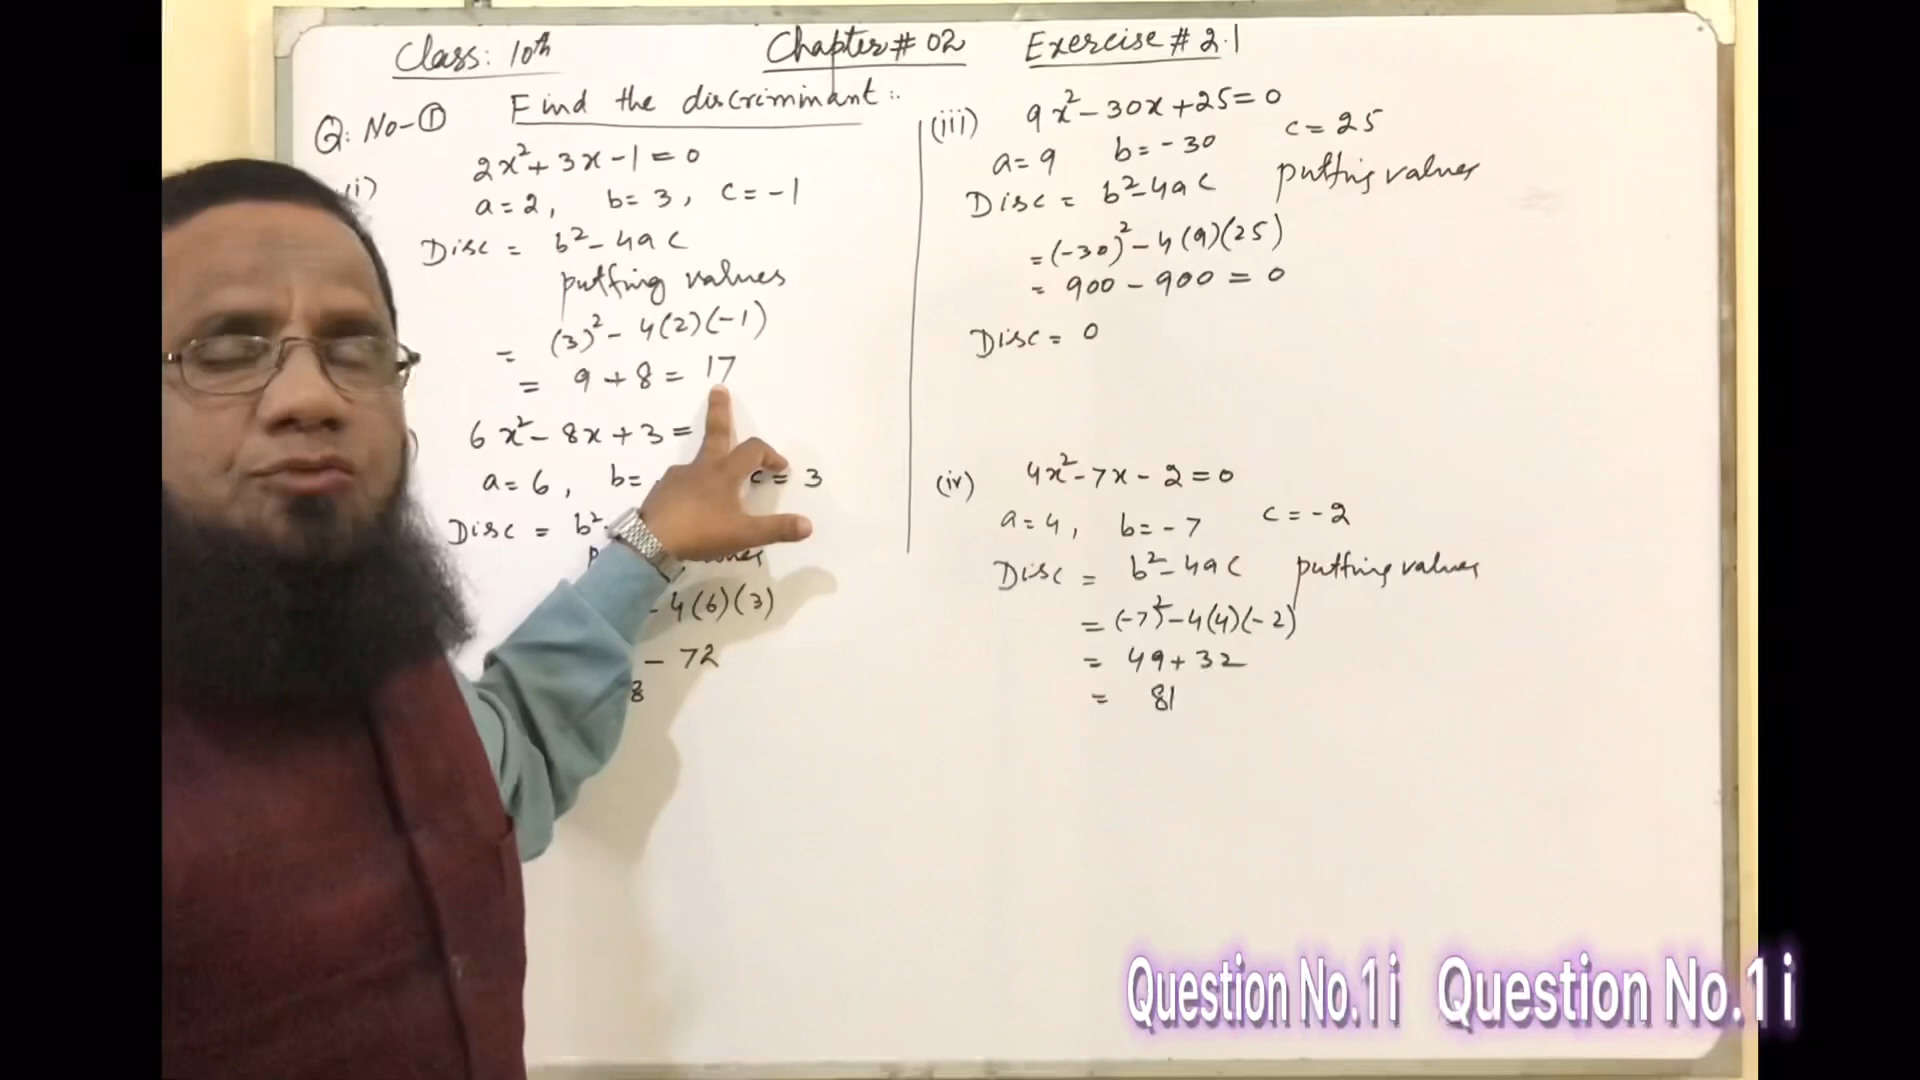 Class: 10th Chapter # 02 Exercise # 2.1
Q: No-① Find the discriminant:.
i) 2x² + 3x - 1 = 0
a = 2, b = 3, c = -1
Disc = b² - 4ac
putting values
= (3)² - 4(2)(-1)
= 9 + 8 = 17
6x² - 8x + 3 =
a = 6, b = c = 3
Disc = b²
- 4(6)(3)
- 72
8
(iii) 9x² - 30x + 25 = 0
a = 9 b = -30 c = 25
Disc = b² - 4ac putting values
= (-30)² - 4(9)(25)
= 900 - 900 = 0
Disc = 0
(iv) 4x² - 7x - 2 = 0
a = 4, b = -7 c = -2
Disc = b² - 4ac putting values
= (-7)² - 4(4)(-2)
= 49 + 32
= 81
Question No.1 i Question No.1 i